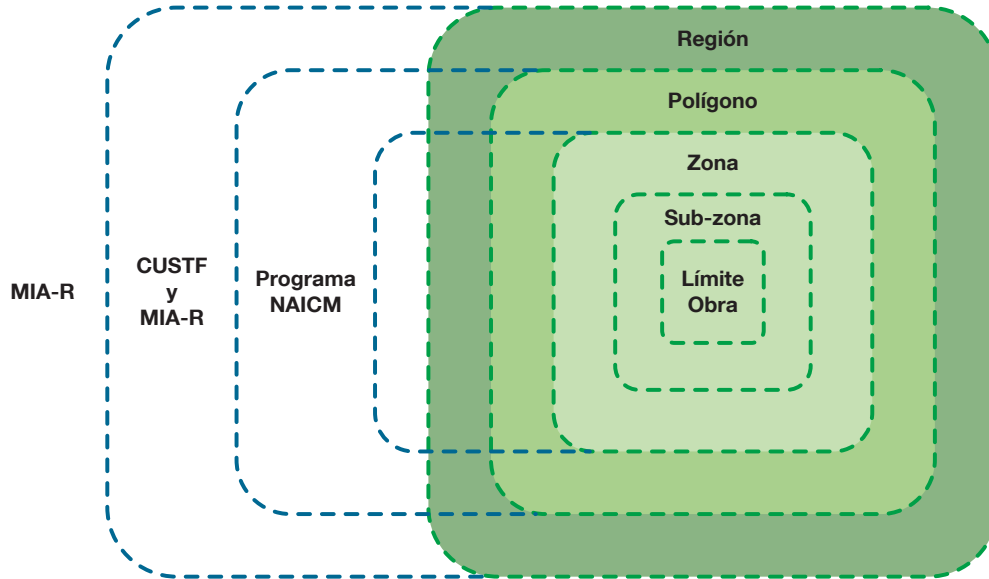 Región
Polígono
Zona
Sub-zona
Límite
Obra
MIA-R
CUSTF
y
MIA-R
Programa
NAICM